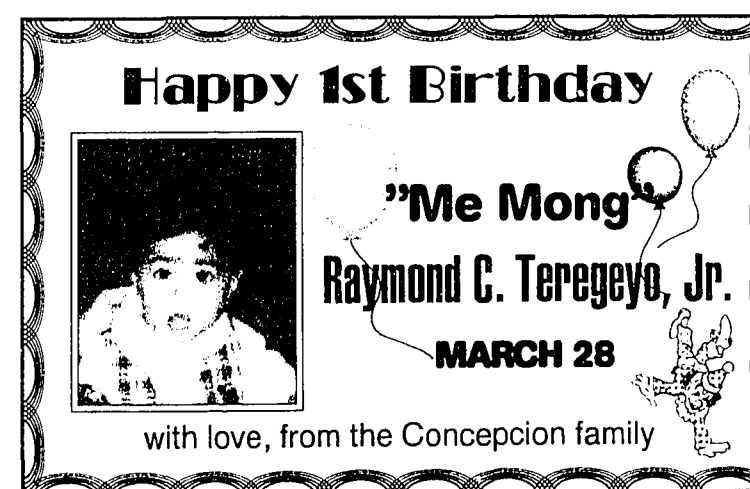 Happy 1st Birthday
"Me Mong"
Raymond C. Teregeyo, Jr.
MARCH 28
with love, from the Concepcion family